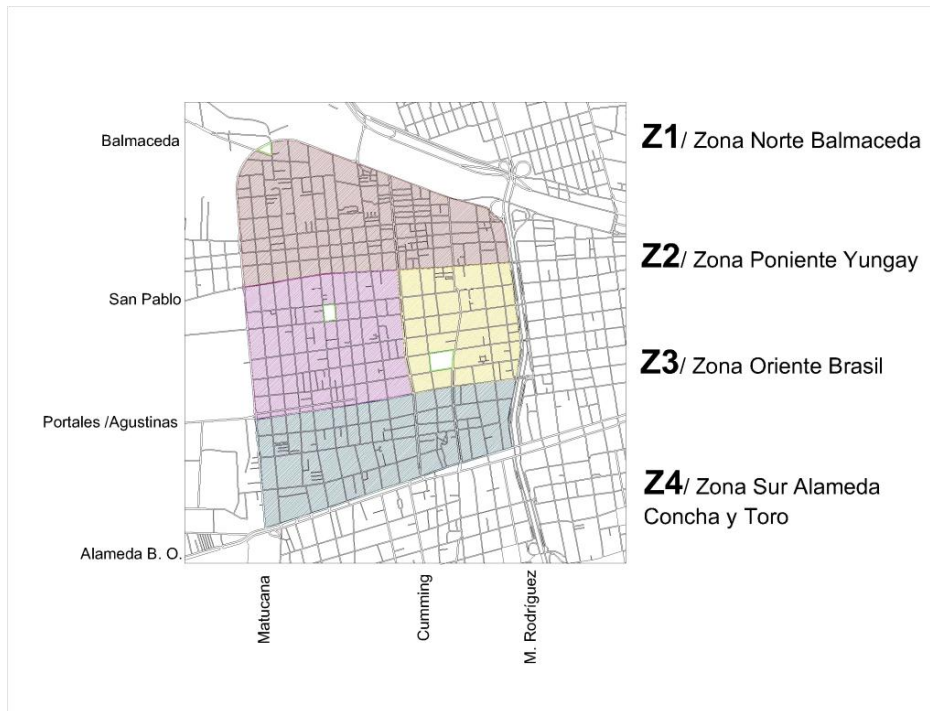 Balmaceda
San Pablo
Portales /Agustinas
Alameda B. O.
Matucana
Cumming
M. Rodríguez
Z1/ Zona Norte Balmaceda
Z2/ Zona Poniente Yungay
Z3/ Zona Oriente Brasil
Z4/ Zona Sur Alameda
Concha y Toro